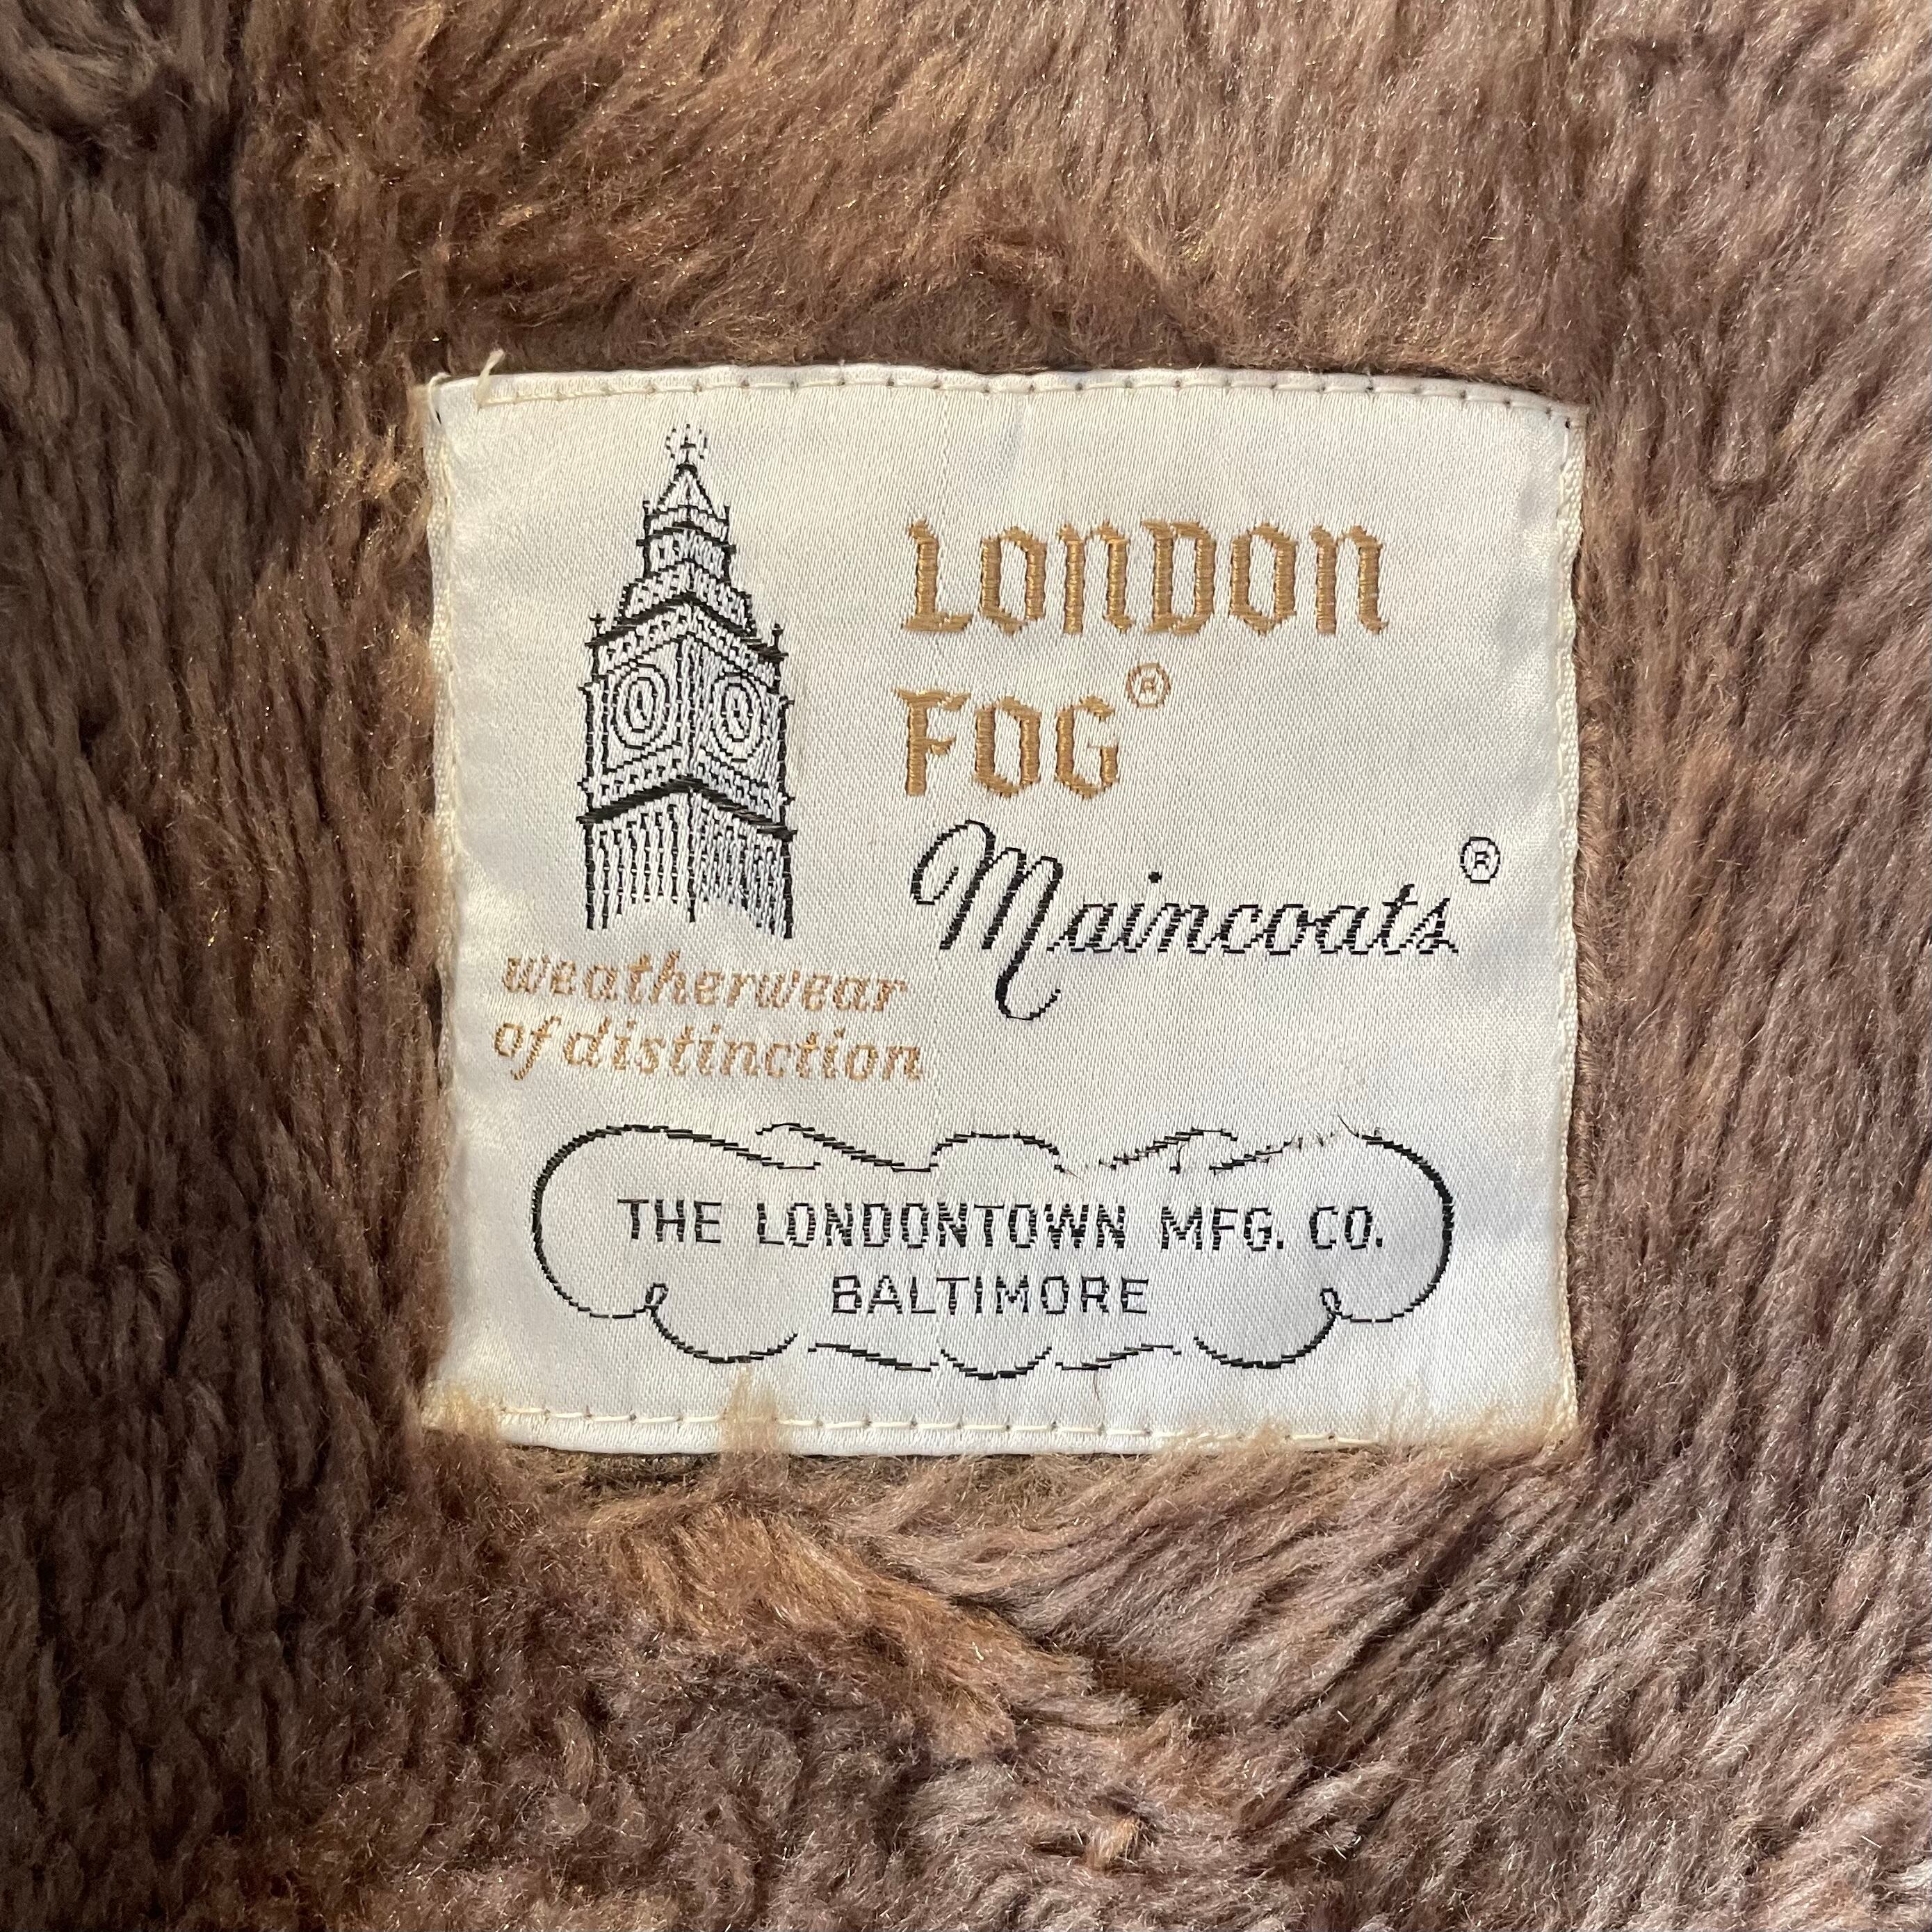 LONDON
FOG®
Maincoats®
weatherwear
of distinction
THE LONDONTOWN MFG. CO.
BALTIMORE